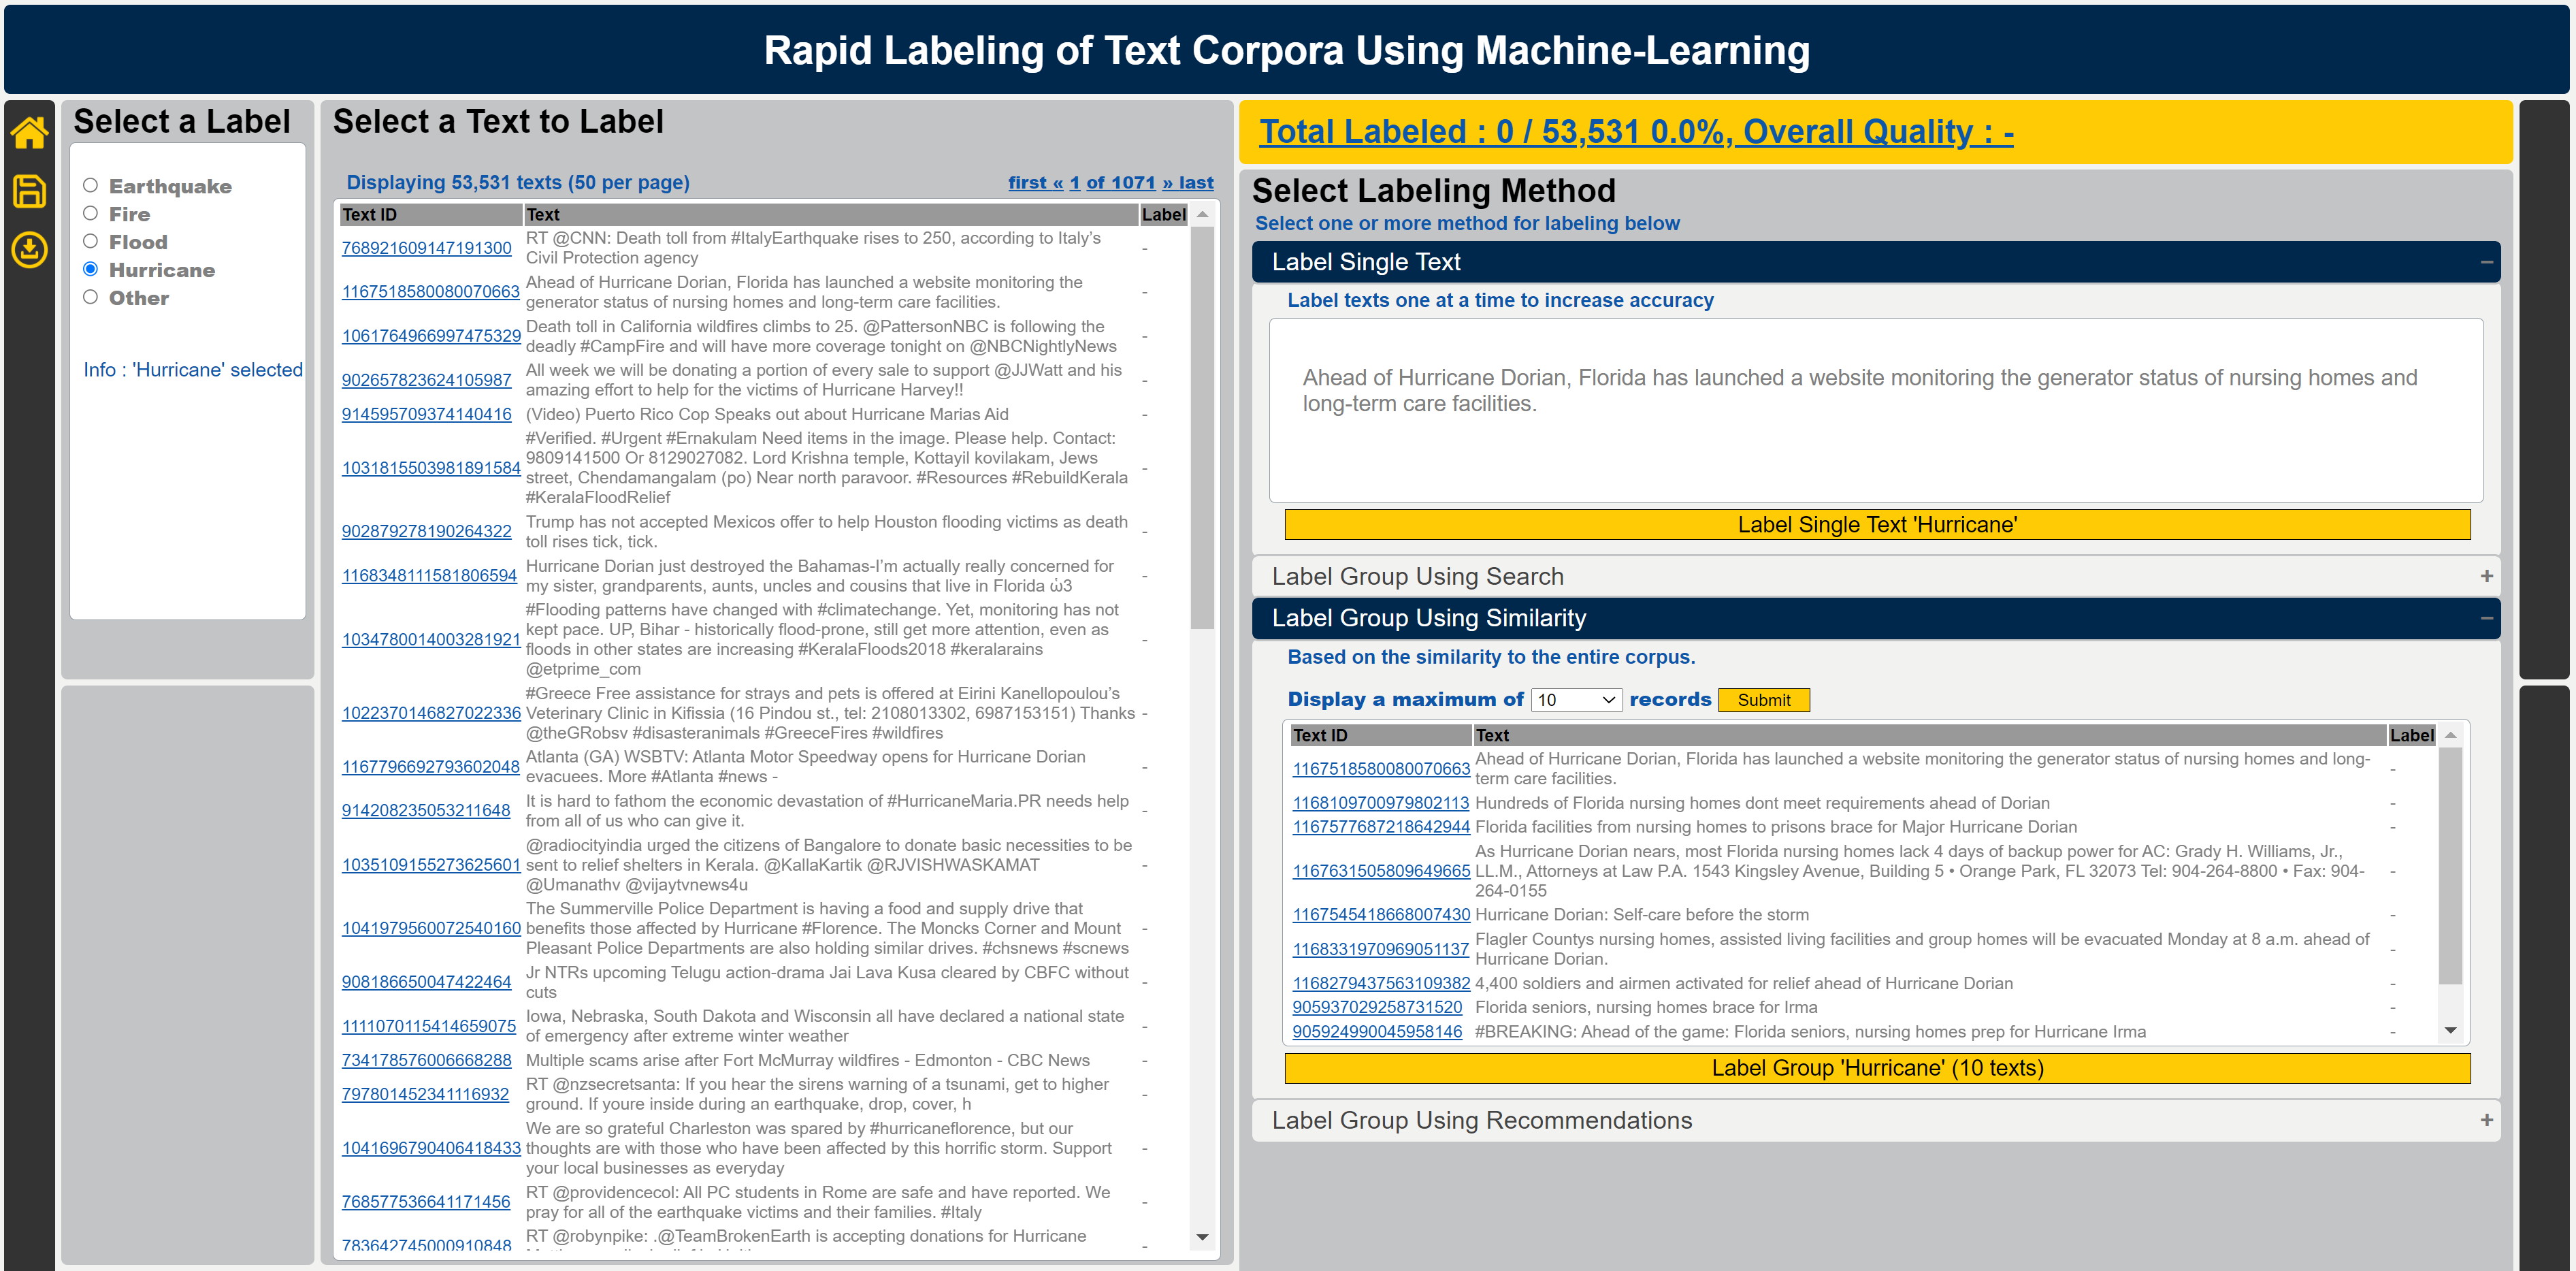 Rapid Labeling of Text Corpora Using Machine-Learning
Select a Label
Earthquake
Fire
Flood
Hurricane
Other
Info : 'Hurricane' selected
Select a Text to Label
Displaying 53,531 texts (50 per page)
first « 1 of 1071 » last
Text ID Text Label
768921609147191300 RT @CNN: Death toll from #ItalyEarthquake rises to 250, according to Italy's -
Civil Protection agency
1167518580080070663 Ahead of Hurricane Dorian, Florida has launched a website monitoring the -
generator status of nursing homes and long-term care facilities.
1061764966997475329 Death toll in California wildfires climbs to 25. @PattersonNBC is following the -
deadly #CampFire and will have more coverage tonight on @NBCNightlyNews
902657823624105987 All week we will be donating a portion of every sale to support @JJWatt and his -
amazing effort to help for the victims of Hurricane Harvey!!
914595709374140416 (Video) Puerto Rico Cop Speaks out about Hurricane Marias Aid -
1031815503981891584 #Verified. #Urgent #Ernakulam Need items in the image. Please help. Contact: -
9809141500 Or 8129027082. Lord Krishna temple, Kottayil kovilakam, Jews
street, Chendamangalam (po) Near north paravoor. #Resources #RebuildKerala
#KeralaFloodRelief
902879278190264322 Trump has not accepted Mexicos offer to help Houston flooding victims as death -
toll rises tick, tick.
1168348111581806594 Hurricane Dorian just destroyed the Bahamas-I'm actually really concerned for -
my sister, grandparents, aunts, uncles and cousins that live in Florida ώ3
1034780014003281921 #Flooding patterns have changed with #climatechange. Yet, monitoring has not -
kept pace. UP, Bihar - historically flood-prone, still get more attention, even as
floods in other states are increasing #KeralaFloods2018 #keralarains
@etprime_com
1022370146827022336 #Greece Free assistance for strays and pets is offered at Eirini Kanellopoulou's -
Veterinary Clinic in Kifissia (16 Pindou st., tel: 2108013302, 6987153151) Thanks
@theGRobsv #disasteranimals #GreeceFires #wildfires
1167796692793602048 Atlanta (GA) WSBTV: Atlanta Motor Speedway opens for Hurricane Dorian -
evacuees. More #Atlanta #news -
914208235053211648 It is hard to fathom the economic devastation of #HurricaneMaria.PR needs help -
from all of us who can give it.
1035109155273625601 @radiocityindia urged the citizens of Bangalore to donate basic necessities to be -
sent to relief shelters in Kerala. @KallaKartik @RJVISHWASKAMAT
@Umanathv @vijaytvnews4u
1041979560072540160 The Summerville Police Department is having a food and supply drive that -
benefits those affected by Hurricane #Florence. The Moncks Corner and Mount
Pleasant Police Departments are also holding similar drives. #chsnews #scnews
908186650047422464 Jr NTRs upcoming Telugu action-drama Jai Lava Kusa cleared by CBFC without -
cuts
1111070115414659075 Iowa, Nebraska, South Dakota and Wisconsin all have declared a national state -
of emergency after extreme winter weather
734178576006668288 Multiple scams arise after Fort McMurray wildfires - Edmonton - CBC News -
797801452341116932 RT @nzsecretsanta: If you hear the sirens warning of a tsunami, get to higher -
ground. If youre inside during an earthquake, drop, cover, h
1041696790406418433 We are so grateful Charleston was spared by #hurricaneflorence, but our -
thoughts are with those who have been affected by this horrific storm. Support
your local businesses as everyday
768577536641171456 RT @providencecol: All PC students in Rome are safe and have reported. We -
pray for all of the earthquake victims and their families. #Italy
783642745000910848 RT @robynpike: .@TeamBrokenEarth is accepting donations for Hurricane -
Total Labeled : 0 / 53,531 0.0%, Overall Quality : -
Select Labeling Method
Select one or more method for labeling below
Label Single Text –
Label texts one at a time to increase accuracy
Ahead of Hurricane Dorian, Florida has launched a website monitoring the generator status of nursing homes and
long-term care facilities.
Label Single Text 'Hurricane'
Label Group Using Search +
Label Group Using Similarity –
Based on the similarity to the entire corpus.
Display a maximum of 10 records Submit
Text ID Text Label
1167518580080070663 Ahead of Hurricane Dorian, Florida has launched a website monitoring the generator status of nursing homes and long- -
term care facilities.
1168109700979802113 Hundreds of Florida nursing homes dont meet requirements ahead of Dorian -
1167577687218642944 Florida facilities from nursing homes to prisons brace for Major Hurricane Dorian -
1167631505809649665 As Hurricane Dorian nears, most Florida nursing homes lack 4 days of backup power for AC: Grady H. Williams, Jr., -
LL.M., Attorneys at Law P.A. 1543 Kingsley Avenue, Building 5 • Orange Park, FL 32073 Tel: 904-264-8800 • Fax: 904-
264-0155
1167545418668007430 Hurricane Dorian: Self-care before the storm -
1168331970969051137 Flagler Countys nursing homes, assisted living facilities and group homes will be evacuated Monday at 8 a.m. ahead of -
Hurricane Dorian.
1168279437563109382 4,400 soldiers and airmen activated for relief ahead of Hurricane Dorian -
905937029258731520 Florida seniors, nursing homes brace for Irma -
905924990045958146 #BREAKING: Ahead of the game: Florida seniors, nursing homes prep for Hurricane Irma -
Label Group 'Hurricane' (10 texts)
Label Group Using Recommendations +